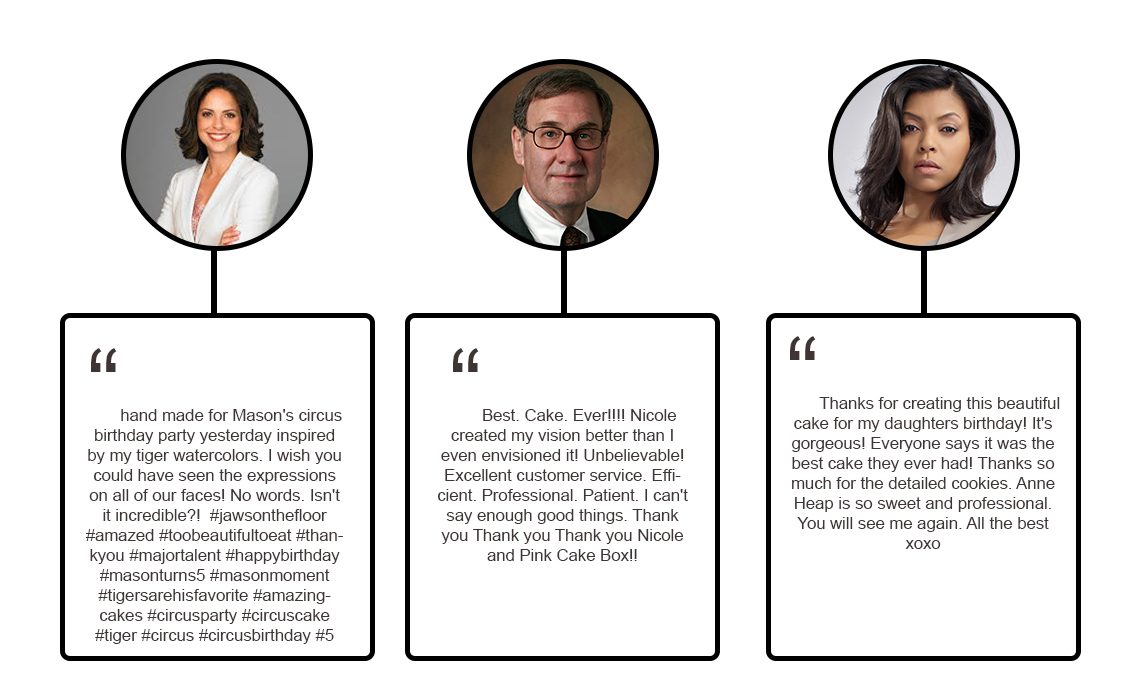 “
hand made for Mason's circus
birthday party yesterday inspired
by my tiger watercolors. I wish you
could have seen the expressions
on all of our faces! No words. Isn't
it incredible?!  #jawsonthefloor
#amazed #toobeautifultoeat #than-
kyou #majortalent #happybirthday
#masonturns5 #masonmoment
#tigersarehisfavorite #amazing-
cakes #circusparty #circuscake
#tiger #circus #circusbirthday #5
“
Best. Cake. Ever!!!! Nicole
created my vision better than I
even envisioned it! Unbelievable!
Excellent customer service. Effi-
cient. Professional. Patient. I can't
say enough good things. Thank
you Thank you Thank you Nicole
and Pink Cake Box!!
“
Thanks for creating this beautiful
cake for my daughters birthday! It's
gorgeous! Everyone says it was the
best cake they ever had! Thanks so
much for the detailed cookies. Anne
Heap is so sweet and professional.
You will see me again. All the best
xoxo